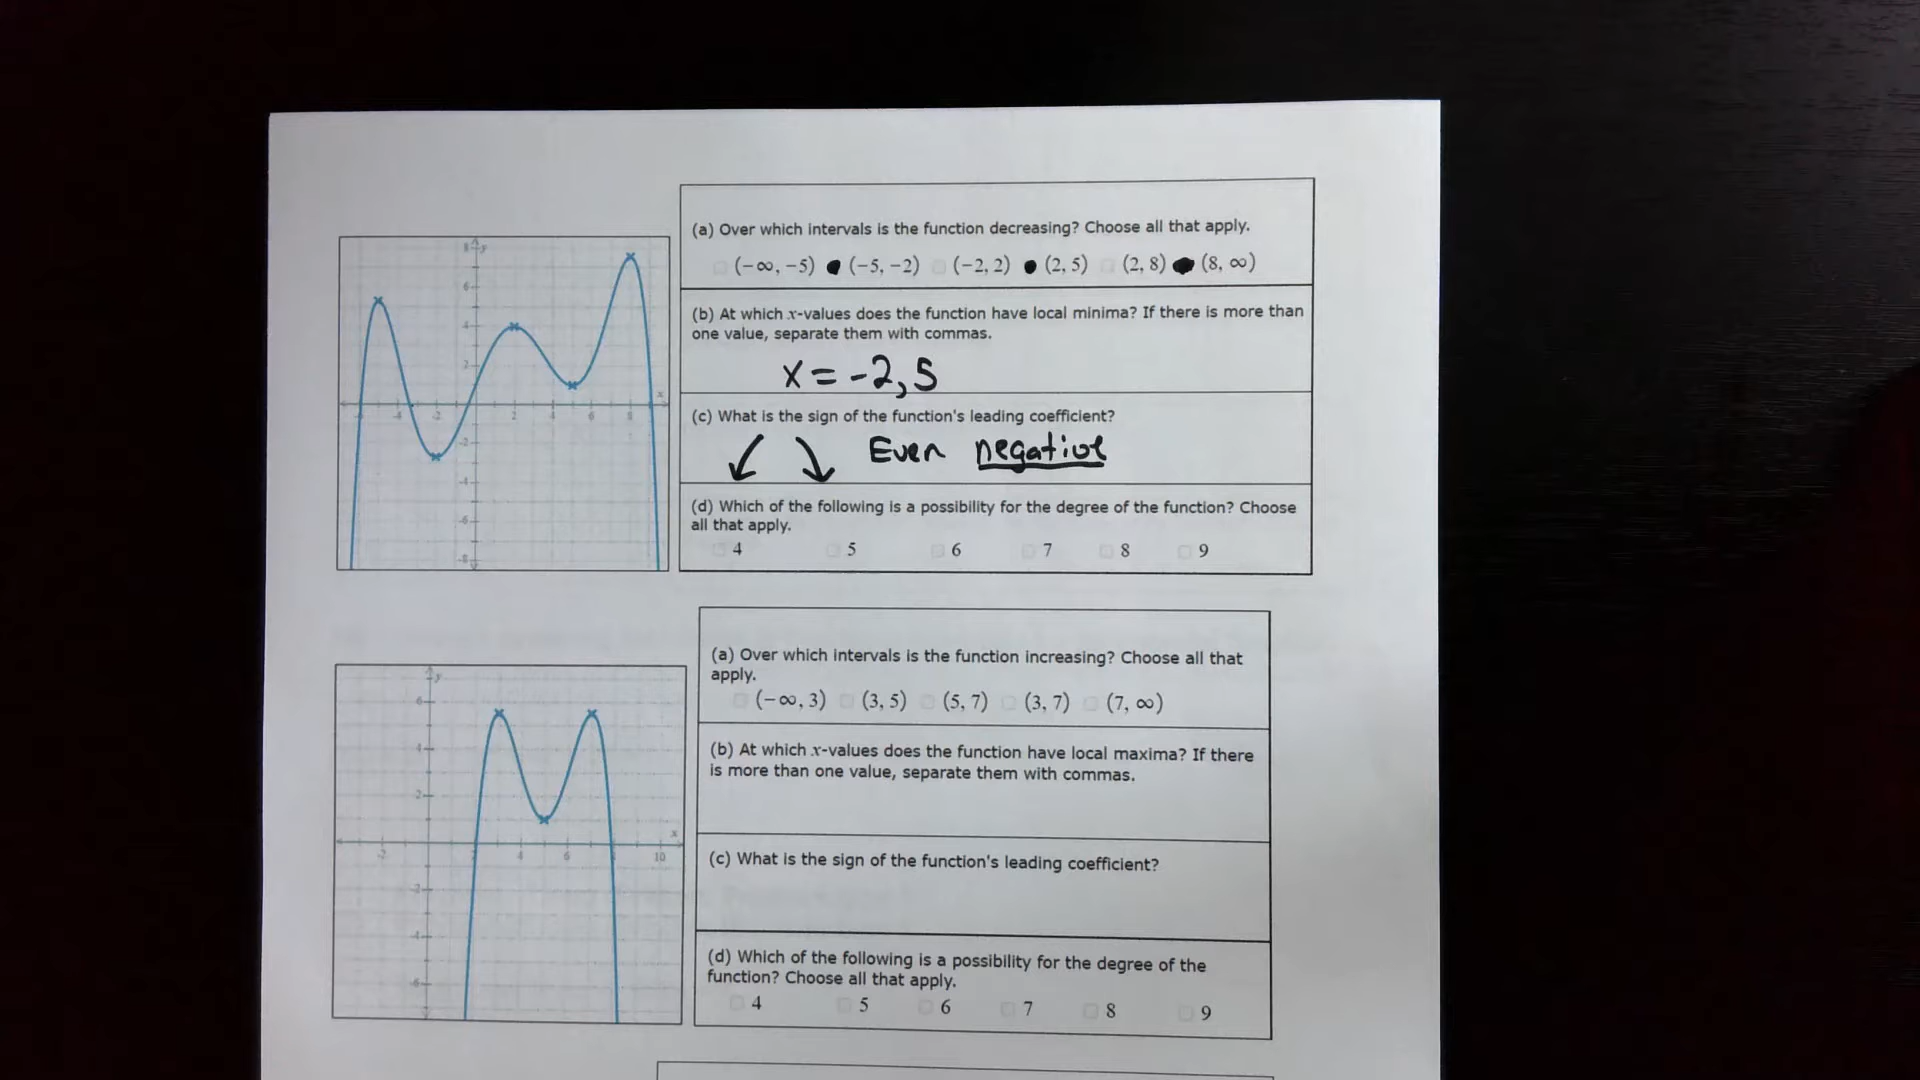 (a) Over which intervals is the function decreasing? Choose all that apply.
(−∞, −5) (−5, −2) (−2, 2) (2, 5) (2, 8) (8, ∞)
(b) At which x-values does the function have local minima? If there is more than
one value, separate them with commas.
x = -2, 5
(c) What is the sign of the function's leading coefficient?
Even negative
(d) Which of the following is a possibility for the degree of the function? Choose
all that apply.
4 5 6 7 8 9
(a) Over which intervals is the function increasing? Choose all that
apply.
(−∞, 3) (3, 5) (5, 7) (3, 7) (7, ∞)
(b) At which x-values does the function have local maxima? If there
is more than one value, separate them with commas.
(c) What is the sign of the function's leading coefficient?
(d) Which of the following is a possibility for the degree of the
function? Choose all that apply.
4 5 6 7 8 9